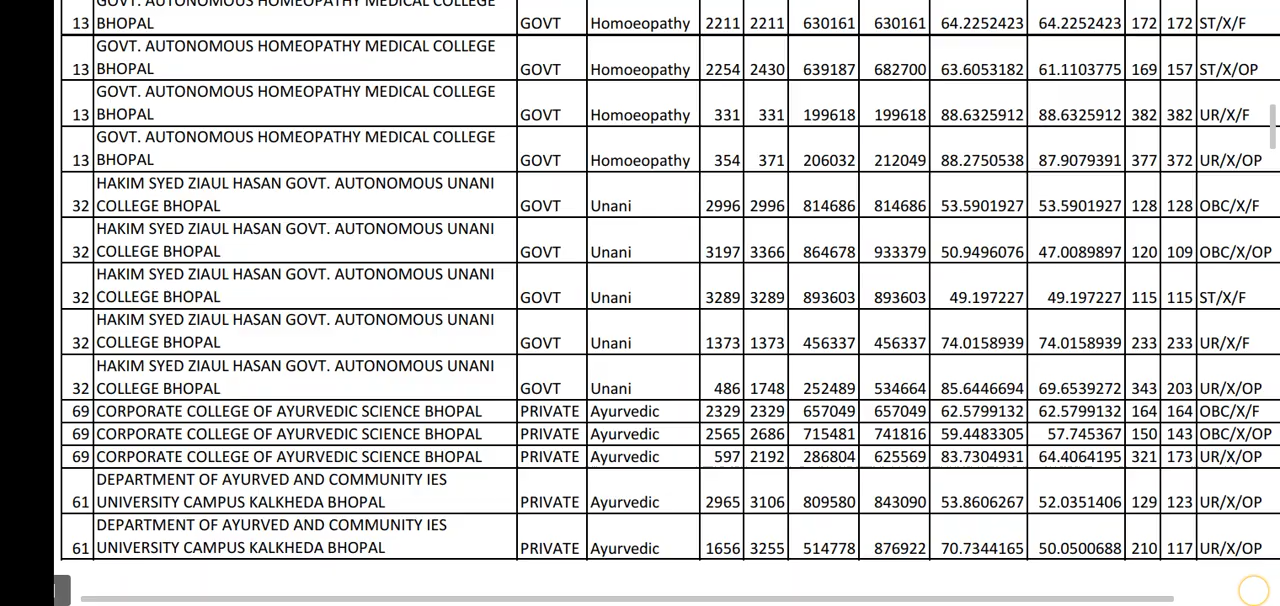 GOVT. AUTONOMOUS HOMEOPATHY MEDICAL COLLEGE
13 BHOPAL GOVT Homoeopathy 2211 2211 630161 630161 64.2252423 64.2252423 172 172 ST/X/F
GOVT. AUTONOMOUS HOMEOPATHY MEDICAL COLLEGE
13 BHOPAL GOVT Homoeopathy 2254 2430 639187 682700 63.6053182 61.1103775 169 157 ST/X/OP
GOVT. AUTONOMOUS HOMEOPATHY MEDICAL COLLEGE
13 BHOPAL GOVT Homoeopathy 331 331 199618 199618 88.6325912 88.6325912 382 382 UR/X/F
GOVT. AUTONOMOUS HOMEOPATHY MEDICAL COLLEGE
13 BHOPAL GOVT Homoeopathy 354 371 206032 212049 88.2750538 87.9079391 377 372 UR/X/OP
HAKIM SYED ZIAUL HASAN GOVT. AUTONOMOUS UNANI
32 COLLEGE BHOPAL GOVT Unani 2996 2996 814686 814686 53.5901927 53.5901927 128 128 OBC/X/F
HAKIM SYED ZIAUL HASAN GOVT. AUTONOMOUS UNANI
32 COLLEGE BHOPAL GOVT Unani 3197 3366 864678 933379 50.9496076 47.0089897 120 109 OBC/X/OP
HAKIM SYED ZIAUL HASAN GOVT. AUTONOMOUS UNANI
32 COLLEGE BHOPAL GOVT Unani 3289 3289 893603 893603 49.197227 49.197227 115 115 ST/X/F
HAKIM SYED ZIAUL HASAN GOVT. AUTONOMOUS UNANI
32 COLLEGE BHOPAL GOVT Unani 1373 1373 456337 456337 74.0158939 74.0158939 233 233 UR/X/F
HAKIM SYED ZIAUL HASAN GOVT. AUTONOMOUS UNANI
32 COLLEGE BHOPAL GOVT Unani 486 1748 252489 534664 85.6446694 69.6539272 343 203 UR/X/OP
69 CORPORATE COLLEGE OF AYURVEDIC SCIENCE BHOPAL PRIVATE Ayurvedic 2329 2329 657049 657049 62.5799132 62.5799132 164 164 OBC/X/F
69 CORPORATE COLLEGE OF AYURVEDIC SCIENCE BHOPAL PRIVATE Ayurvedic 2565 2686 715481 741816 59.4483305 57.745367 150 143 OBC/X/OP
69 CORPORATE COLLEGE OF AYURVEDIC SCIENCE BHOPAL PRIVATE Ayurvedic 597 2192 286804 625569 83.7304931 64.4064195 321 173 UR/X/OP
DEPARTMENT OF AYURVED AND COMMUNITY IES
61 UNIVERSITY CAMPUS KALKHEDA BHOPAL PRIVATE Ayurvedic 2965 3106 809580 843090 53.8606267 52.0351406 129 123 UR/X/OP
DEPARTMENT OF AYURVED AND COMMUNITY IES
61 UNIVERSITY CAMPUS KALKHEDA BHOPAL PRIVATE Ayurvedic 1656 3255 514778 876922 70.7344165 50.0500688 210 117 UR/X/OP